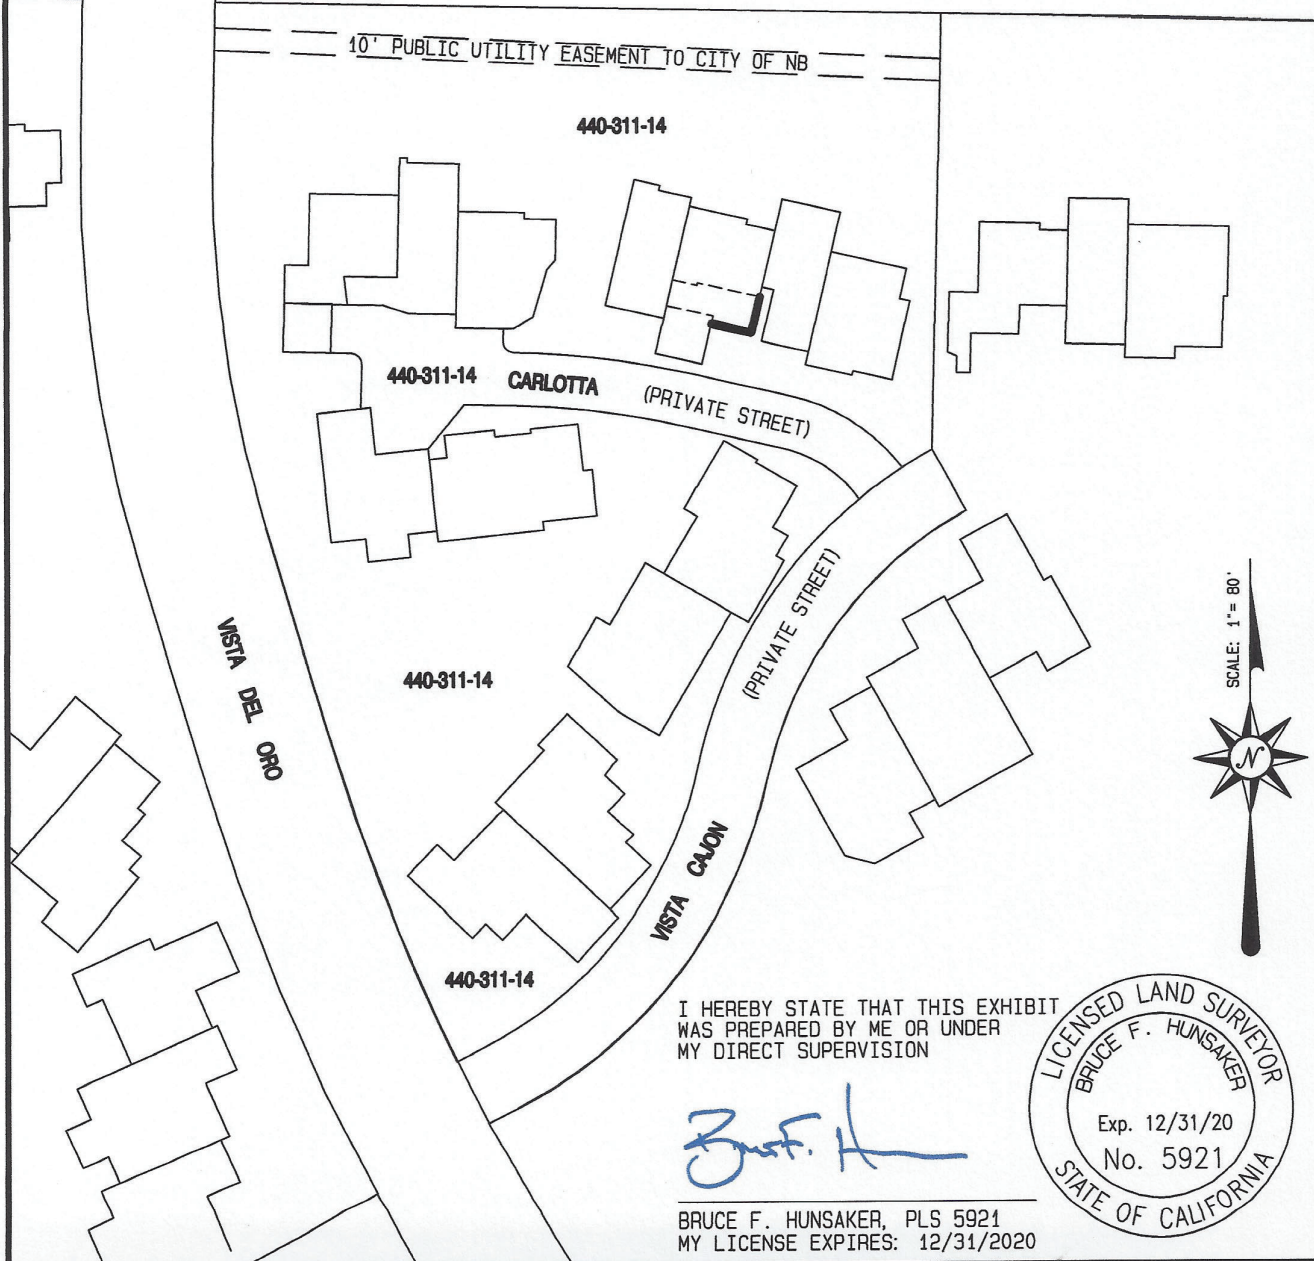 10' PUBLIC UTILITY EASEMENT TO CITY OF NB
440-311-14
440-311-14 CARLOTTA (PRIVATE STREET)
VISTA DEL ORO
440-311-14
(PRIVATE STREET)
VISTA CAJON
440-311-14
SCALE: 1"= 80'
N
I HEREBY STATE THAT THIS EXHIBIT
WAS PREPARED BY ME OR UNDER
MY DIRECT SUPERVISION
Bruce F. H
BRUCE F. HUNSAKER, PLS 5921
MY LICENSE EXPIRES: 12/31/2020
LICENSED LAND SURVEYOR
BRUCE F. HUNSAKER
Exp. 12/31/20
No. 5921
STATE OF CALIFORNIA